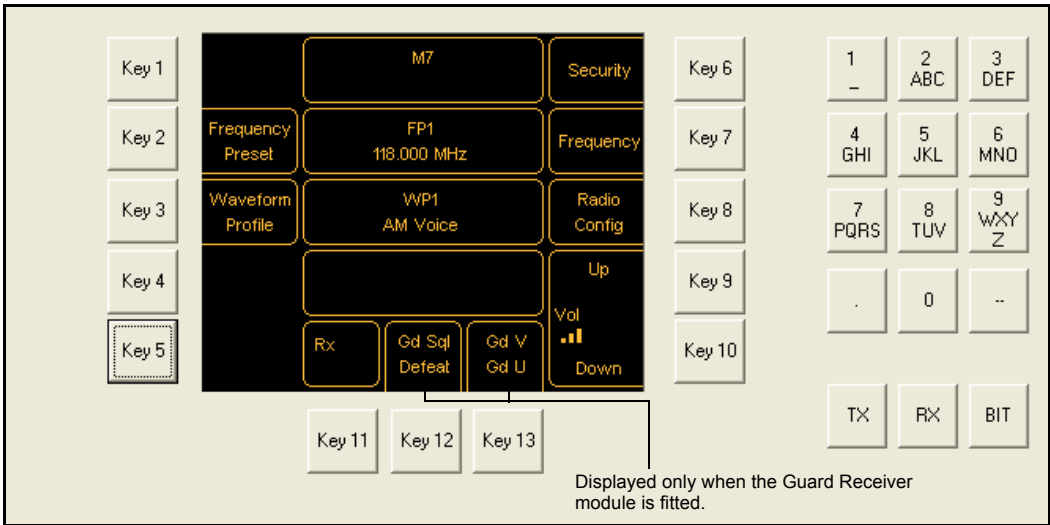 Key 1
Key 2
Key 3
Key 4
Key 5
M7
Security
Frequency
Preset
FP1
118.000 MHz
Frequency
Waveform
Profile
WP1
AM Voice
Radio
Config
Up
Vol
Down
Rx
Gd Sql
Defeat
Gd V
Gd U
Key 6
Key 7
Key 8
Key 9
Key 10
Key 11
Key 12
Key 13
1
_
2
ABC
3
DEF
4
GHI
5
JKL
6
MNO
7
PQRS
8
TUV
9
WXY
Z
.
0
--
TX
RX
BIT
Displayed only when the Guard Receiver
module is fitted.